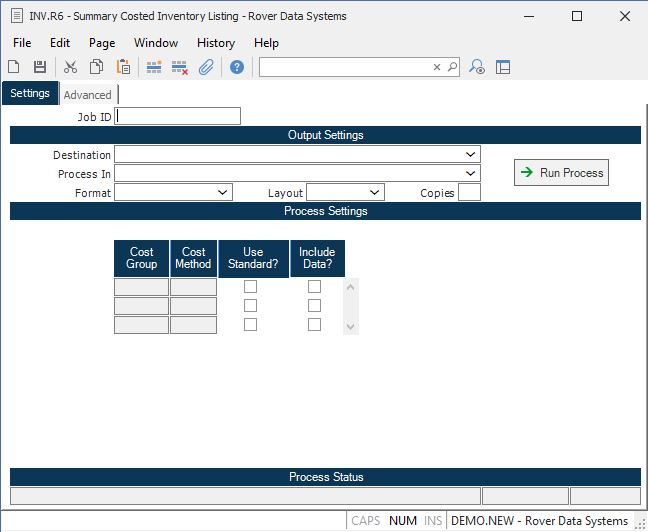 INV.R6 - Summary Costed Inventory Listing - Rover Data Systems
File Edit Page Window History Help
Settings Advanced
Job ID
Output Settings
Destination
Process In
Run Process
Format Layout Copies
Process Settings
Cost Group Cost Method Use Standard? Include Data?
Process Status
CAPS NUM INS DEMO.NEW - Rover Data Systems